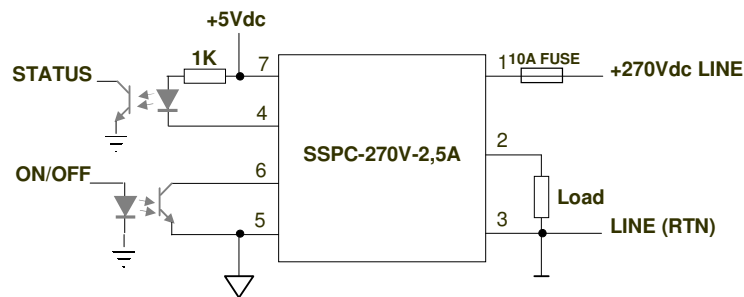 +5Vdc
1K
7
1
10A FUSE
+270Vdc LINE
STATUS
4
SSPC-270V-2,5A
2
ON/OFF
6
Load
5
3
LINE (RTN)